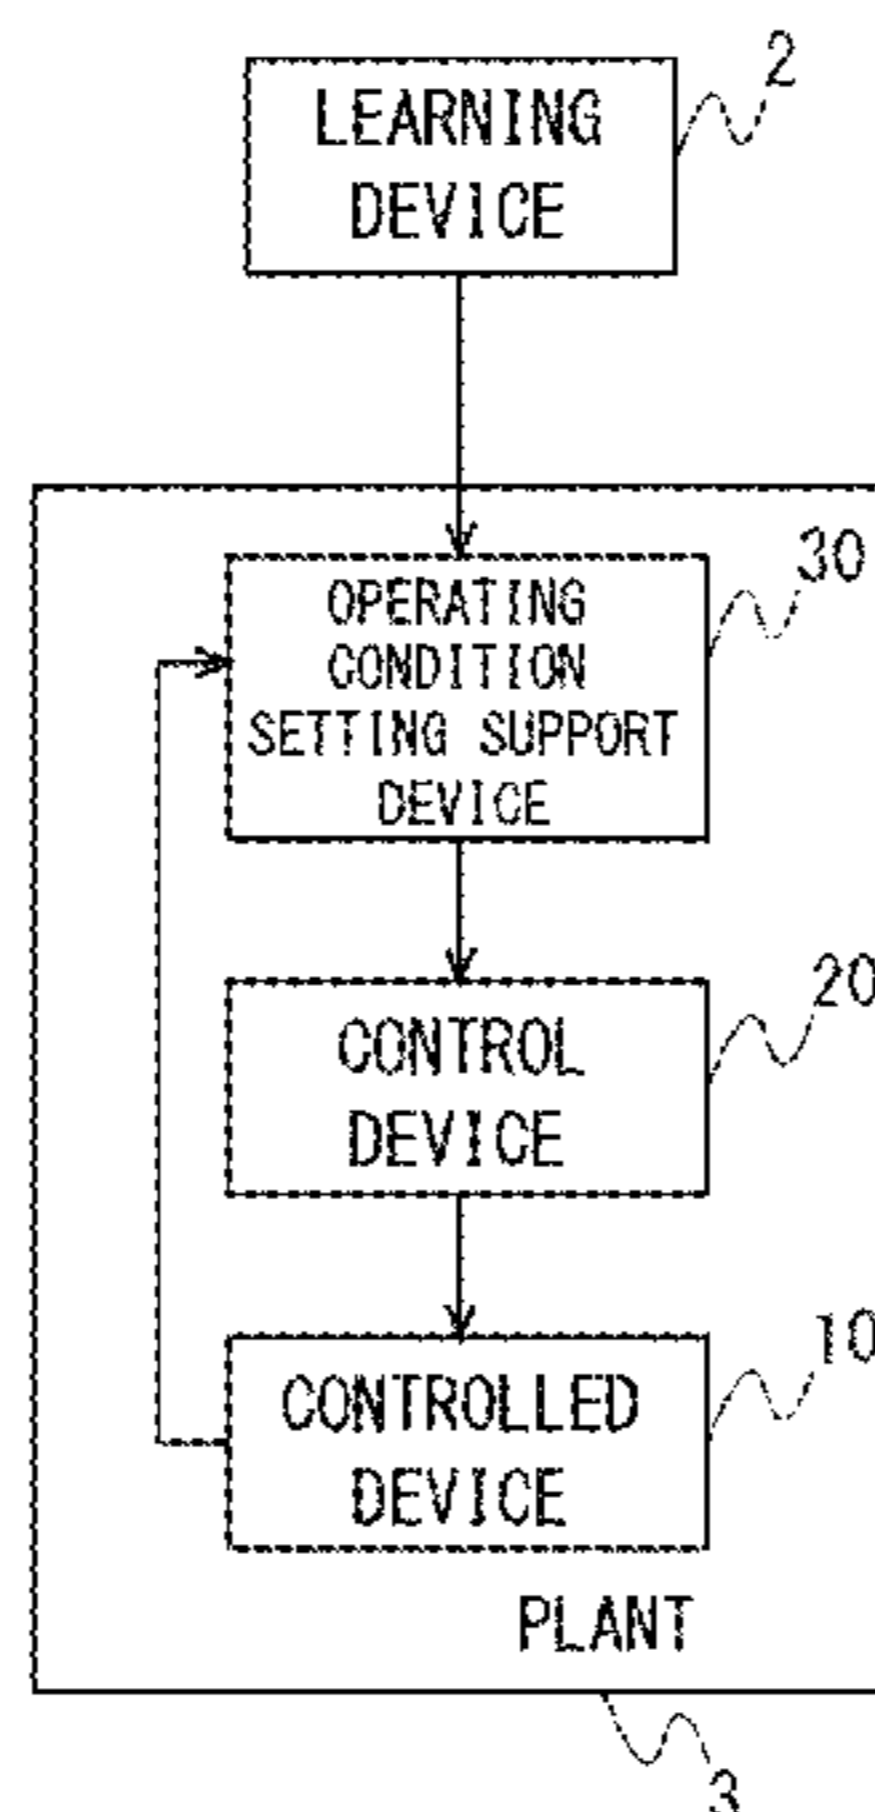 2
LEARNING
DEVICE
30
OPERATING
CONDITION
SETTING SUPPORT
DEVICE
20
CONTROL
DEVICE
10
CONTROLLED
DEVICE
PLANT
3